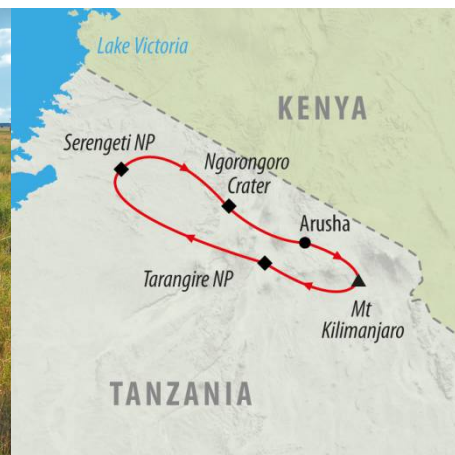 Lake Victoria
KENYA
Serengeti NP
Ngorongoro
Crater
Arusha
Tarangire NP
Mt
Kilimanjaro
TANZANIA